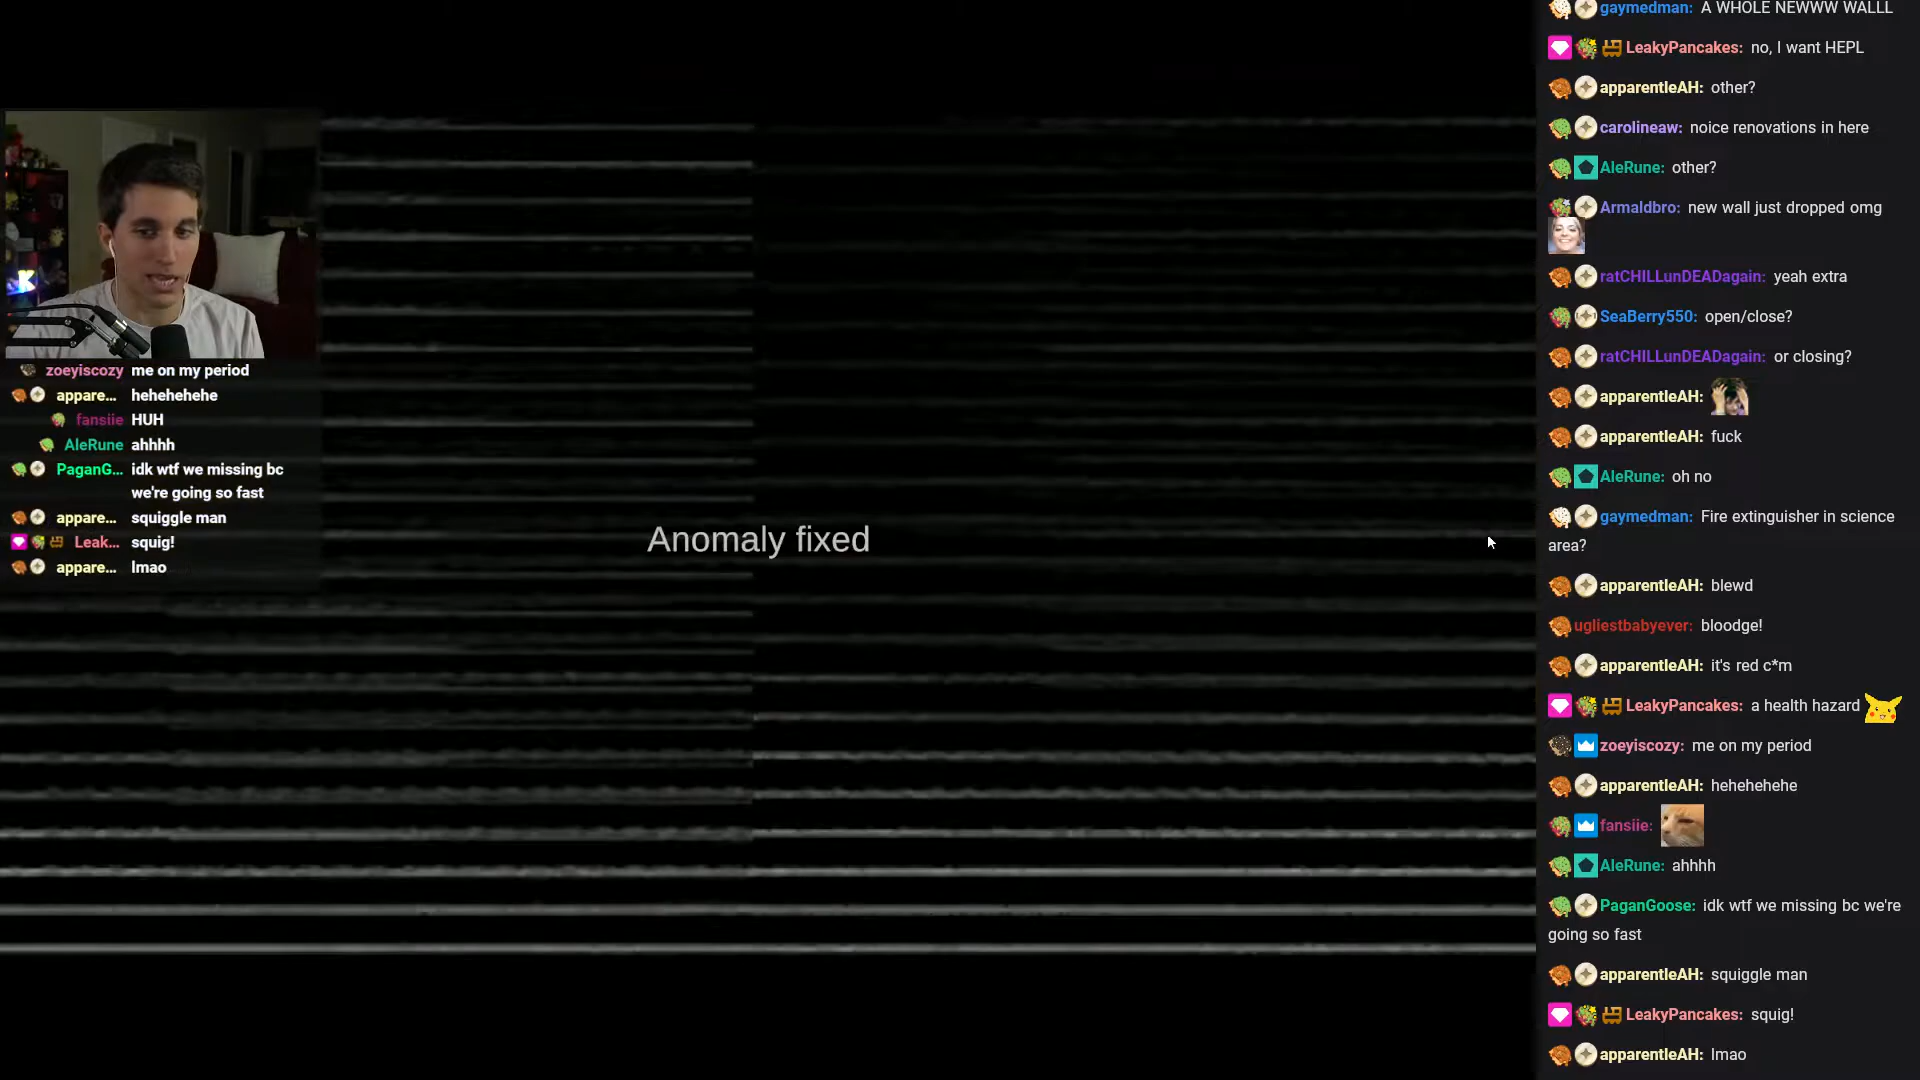 zoeyiscozy me on my period
appare... hehehehehe
fansiie HUH
AleRune ahhhh
PaganG... idk wtf we missing bc
we're going so fast
appare... squiggle man
Leak... squig!
appare... lmao
Anomaly fixed
gaymedman: A WHOLE NEWWW WALLL
LeakyPancakes: no, I want HEPL
apparentleAH: other?
carolineaw: noice renovations in here
AleRune: other?
Armaldbro: new wall just dropped omg
ratCHILLunDEADagain: yeah extra
SeaBerry550: open/close?
ratCHILLunDEADagain: or closing?
apparentleAH:
apparentleAH: fuck
AleRune: oh no
gaymedman: Fire extinguisher in science
area?
apparentleAH: blewd
ugliestbabyever: bloodge!
apparentleAH: it's red c*m
LeakyPancakes: a health hazard
zoeyiscozy: me on my period
apparentleAH: hehehehehe
fansiie:
AleRune: ahhhh
PaganGoose: idk wtf we missing bc we're
going so fast
apparentleAH: squiggle man
LeakyPancakes: squig!
apparentleAH: lmao